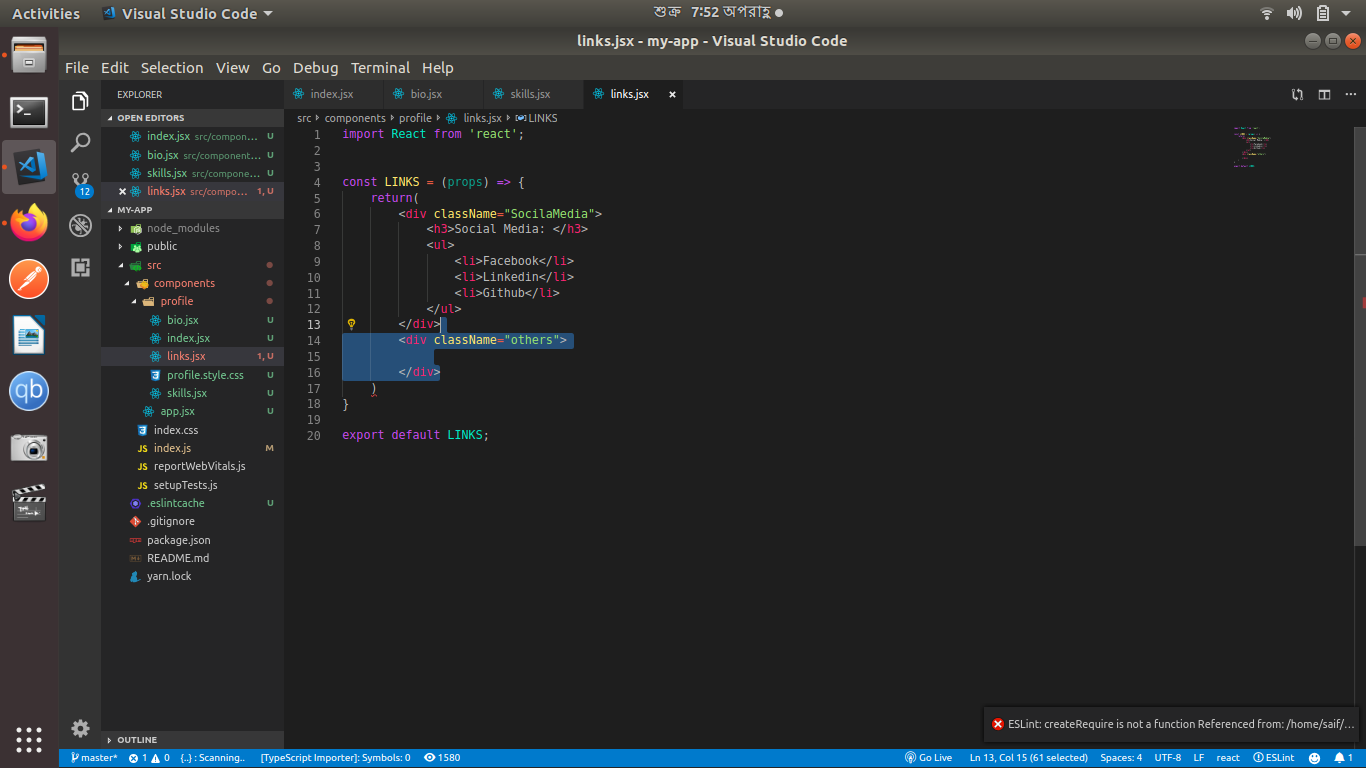 Activities Visual Studio Code শুক্র 7:52 অপরাহ্ণ
links.jsx - my-app - Visual Studio Code
File Edit Selection View Go Debug Terminal Help
EXPLORER
OPEN EDITORS
index.jsx src/compon... U
bio.jsx src/component... U
skills.jsx src/compone... U
links.jsx src/compo... 1, U
MY-APP
node_modules
public
src
components
profile
bio.jsx U
index.jsx U
links.jsx 1, U
profile.style.css U
skills.jsx U
app.jsx U
index.css
JS index.js M
JS reportWebVitals.js
JS setupTests.js
.eslintcache U
.gitignore
package.json
README.md
yarn.lock
OUTLINE
12
qb
index.jsx bio.jsx skills.jsx links.jsx
src components profile links.jsx LINKS
1 import React from 'react';
2
3
4 const LINKS = (props) => {
5 return(
6 <div className="SocilaMedia">
7 <h3>Social Media: </h3>
8 <ul>
9 <li>Facebook</li>
10 <li>Linkedin</li>
11 <li>Github</li>
12 </ul>
13 </div>
14 <div className="others">
15
16 </div>
17 )
18 }
19
20 export default LINKS;
ESLint: createRequire is not a function Referenced from: /home/saif/...
master* 1 0 {..} : Scanning.. [TypeScript Importer]: Symbols: 0 1580 Go Live Ln 13, Col 15 (61 selected) Spaces: 4 UTF-8 LF react ESLint 1